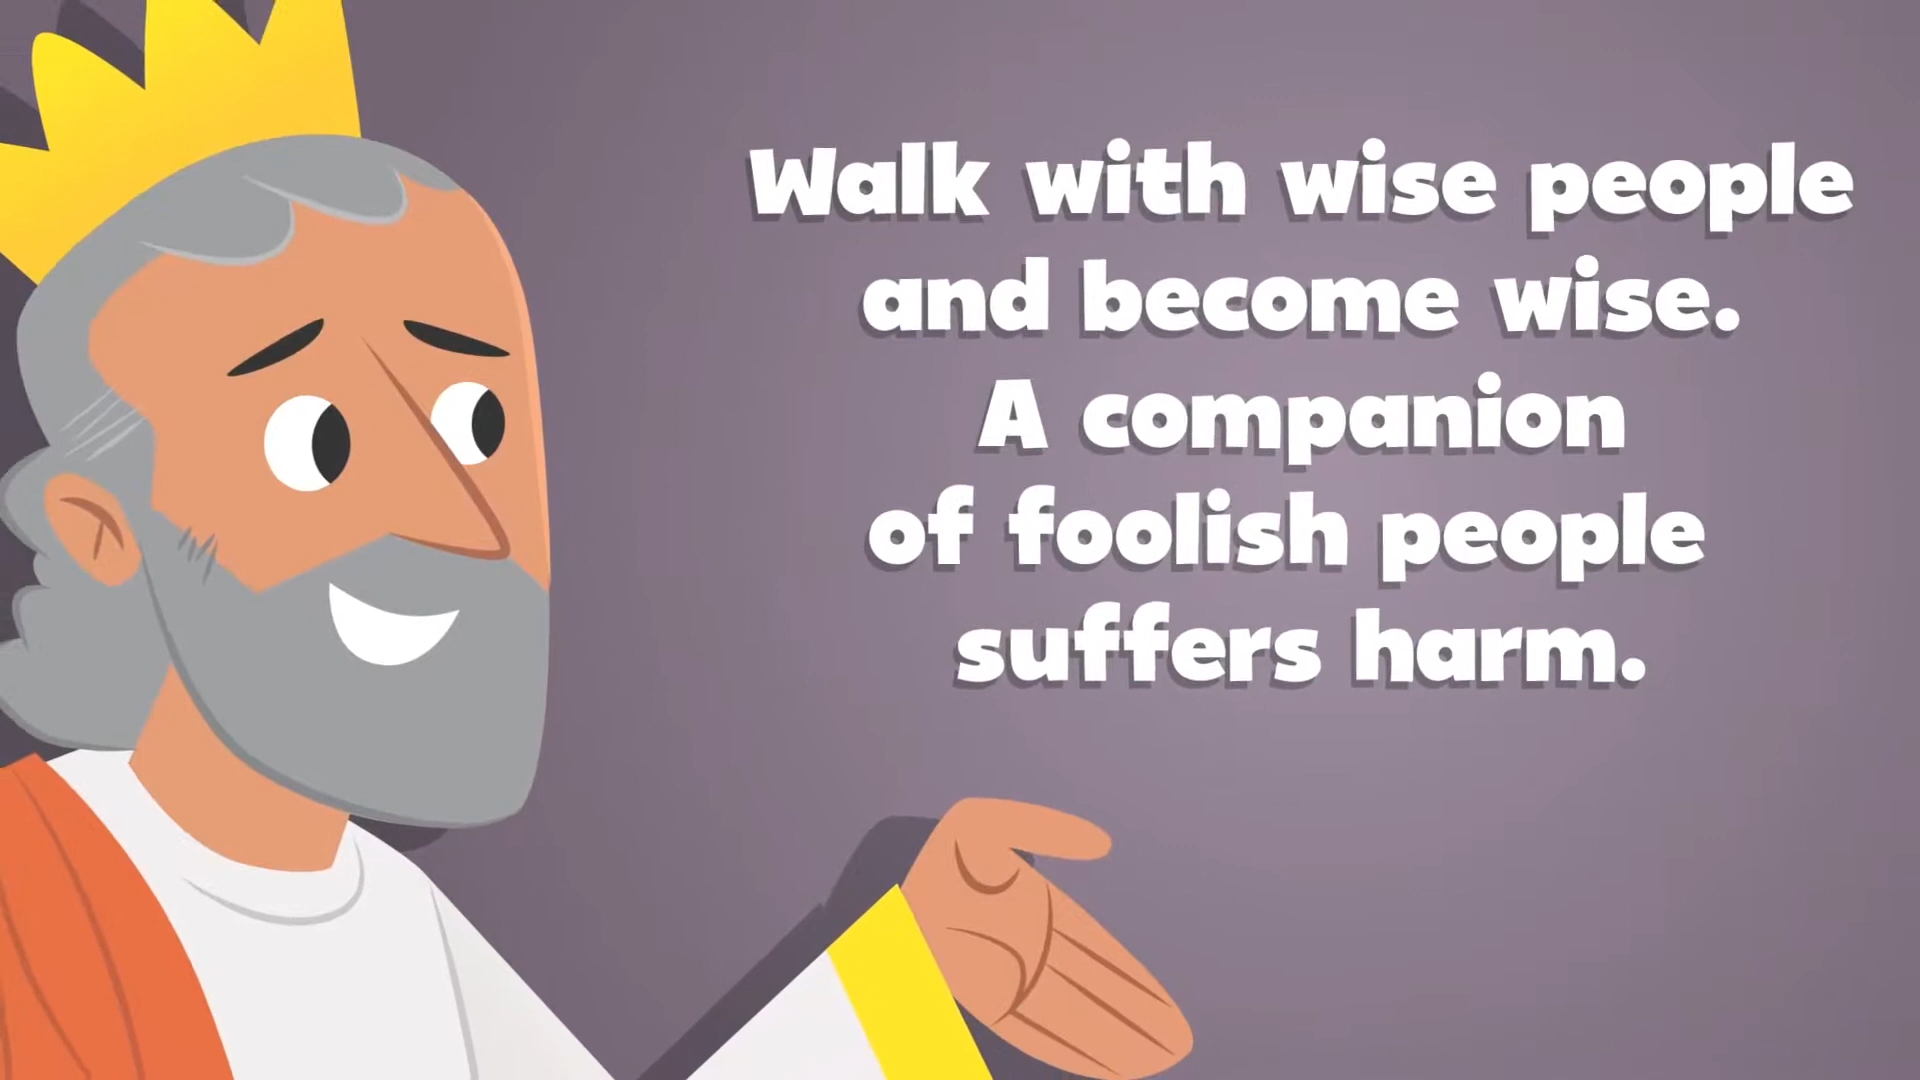 Walk with wise people
and become wise.
A companion
of foolish people
suffers harm.